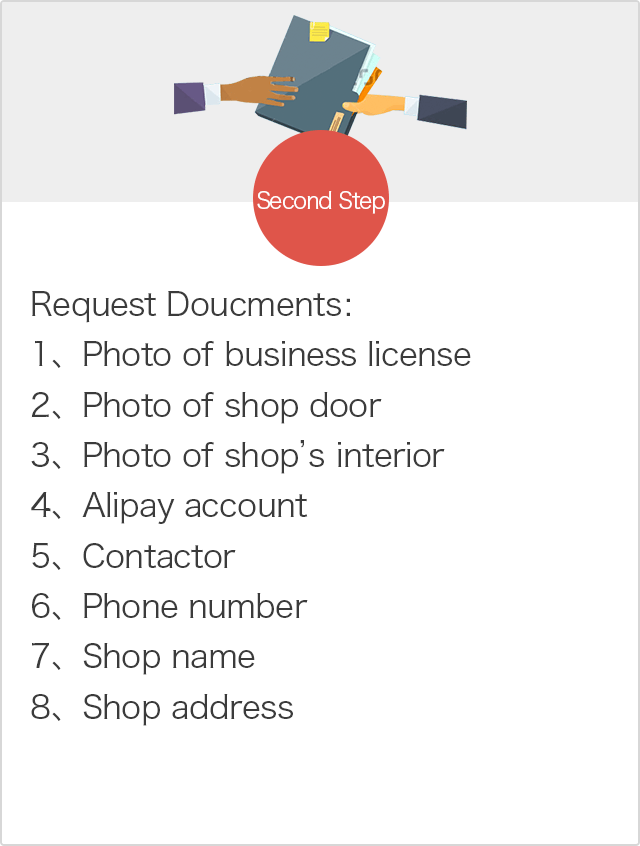 Second Step
Request Doucments:
1、Photo of business license
2、Photo of shop door
3、Photo of shop's interior
4、Alipay account
5、Contactor
6、Phone number
7、Shop name
8、Shop address